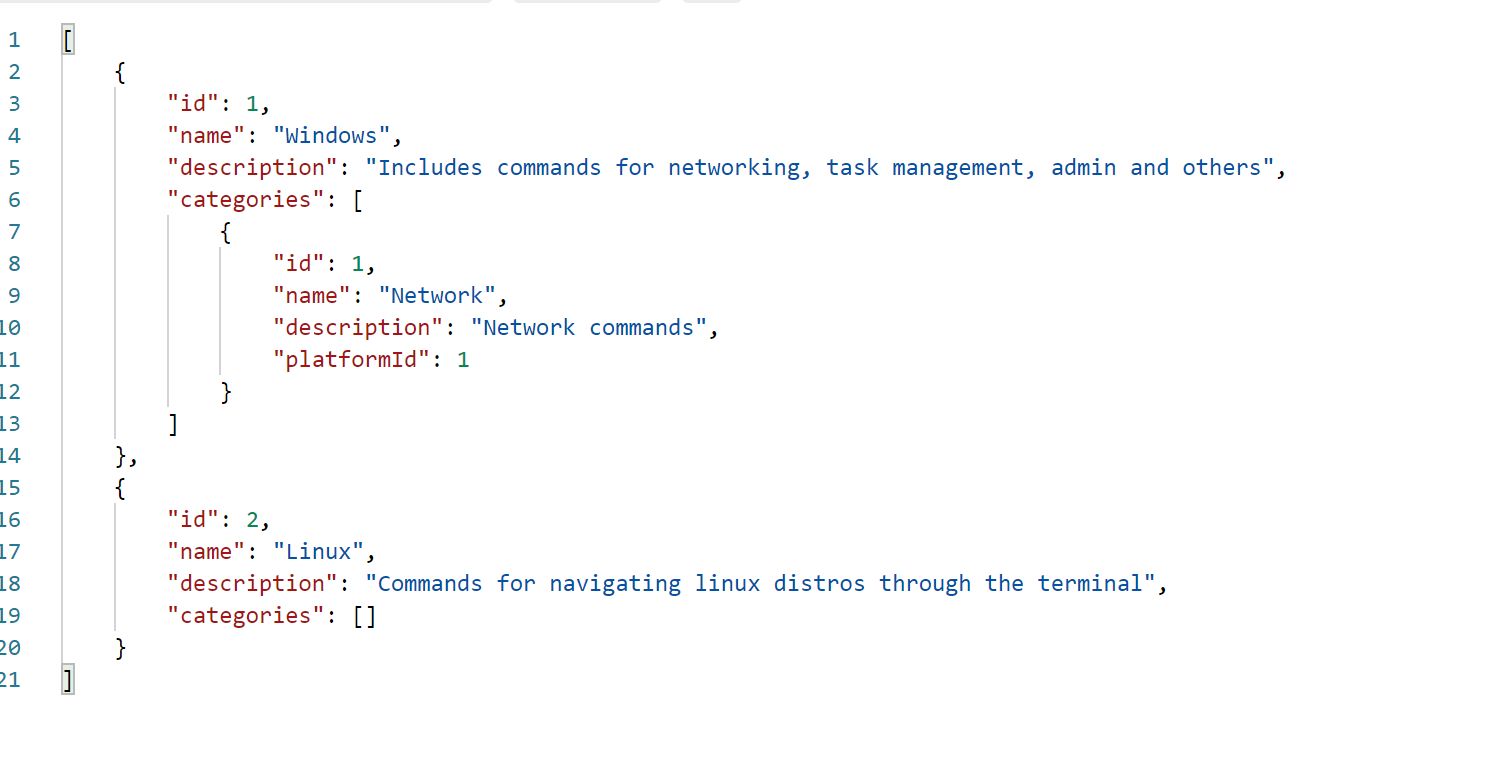 1 [
2 {
3 "id": 1,
4 "name": "Windows",
5 "description": "Includes commands for networking, task management, admin and others",
6 "categories": [
7 {
8 "id": 1,
9 "name": "Network",
10 "description": "Network commands",
11 "platformId": 1
12 }
13 ]
14 },
15 {
16 "id": 2,
17 "name": "Linux",
18 "description": "Commands for navigating linux distros through the terminal",
19 "categories": []
20 }
21 ]